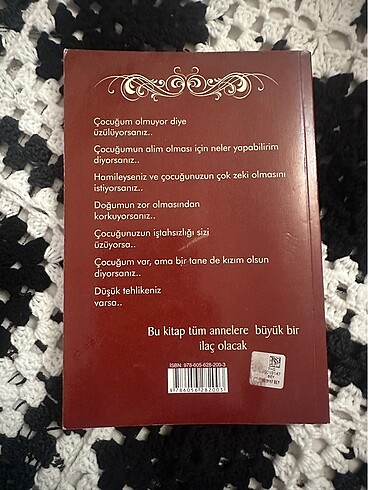 Çocuğum olmuyor diye
üzülüyorsanız..
Çocuğumun alim olması için neler yapabilirim
diyorsanız..
Hamileyseniz ve çocuğunuzun çok zeki olmasını
istiyorsanız..
Doğumun zor olmasından
korkuyorsanız..
Çocuğunuzun iştahsızlığı sizi
üzüyorsa..
Çocuğum var, ama bir tane de kızım olsun
diyorsanız..
Düşük tehlikeniz
varsa..
Bu kitap tüm annelere büyük bir
ilaç olacak
ISBN: 978-605-628-200-3
9786056282003